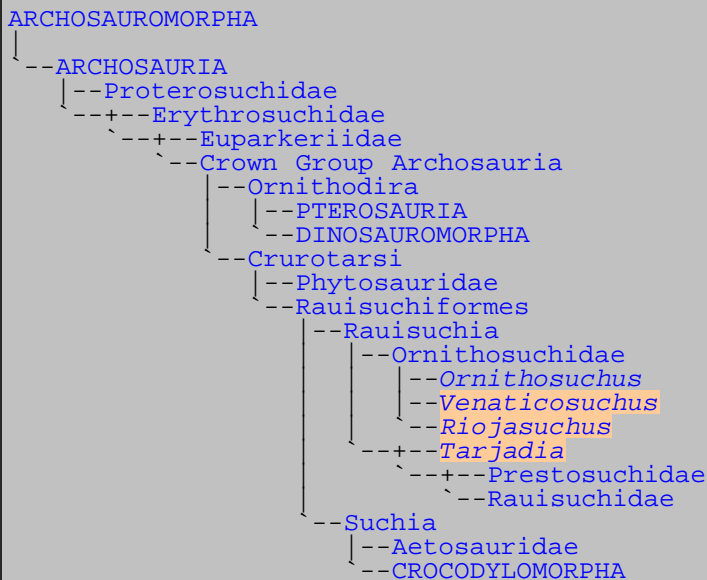 ARCHOSAUROMORPHA
|
`--ARCHOSAURIA
   |--Proterosuchidae
   `--+--Erythrosuchidae
      `--+--Euparkeriidae
         `--Crown Group Archosauria
            |--Ornithodira
            |  |--PTEROSAURIA
            |  `--DINOSAUROMORPHA
            `--Crurotarsi
               |--Phytosauridae
               `--Rauisuchiformes
                  |--Rauisuchia
                  |  |--Ornithosuchidae
                  |  |  |--Ornithosuchus
                  |  |  |--Venaticosuchus
                  |  |  `--Riojasuchus
                  |  `--+--Tarjadia
                  |     `--+--Prestosuchidae
                  |        `--Rauisuchidae
                  `--Suchia
                     |--Aetosauridae
                     `--CROCODYLOMORPHA